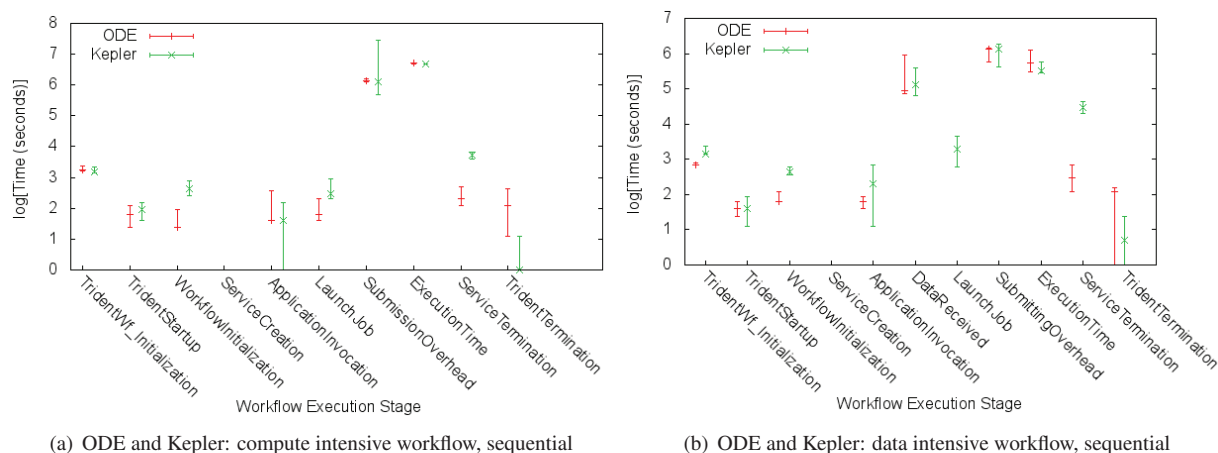 8
7
6
5
4
3
2
1
0
log[Time (seconds)]
ODE
Kepler
TridentWf_Initialization
TridentStartup
WorkflowInitialization
ServiceCreation
ApplicationInvocation
LaunchJob
SubmissionOverhead
ExecutionTime
ServiceTermination
TridentTermination
Workflow Execution Stage
(a) ODE and Kepler: compute intensive workflow, sequential
7
6
5
4
3
2
1
0
log[Time (seconds)]
ODE
Kepler
TridentWf_Initialization
TridentStartup
WorkflowInitialization
ServiceCreation
ApplicationInvocation
DataReceived
LaunchJob
SubmittingOverhead
ExecutionTime
ServiceTermination
TridentTermination
Workflow Execution Stage
(b) ODE and Kepler: data intensive workflow, sequential